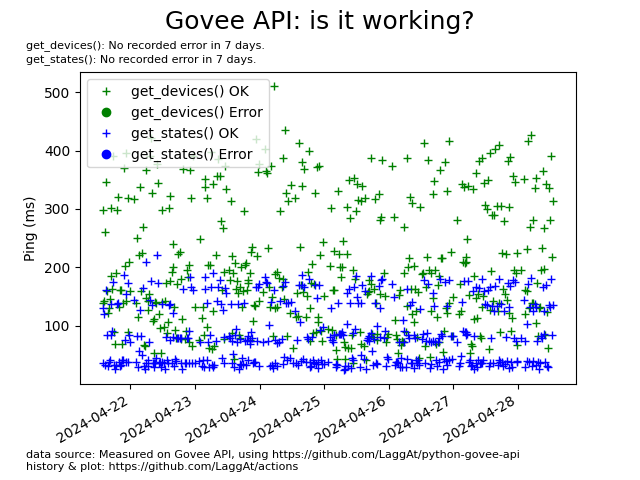 Govee API: is it working?
get_devices(): No recorded error in 7 days.
get_states(): No recorded error in 7 days.
get_devices() OK
get_devices() Error
get_states() OK
get_states() Error
Ping (ms)
500
400
300
200
100
2024-04-22
2024-04-23
2024-04-24
2024-04-25
2024-04-26
2024-04-27
2024-04-28
data source: Measured on Govee API, using https://github.com/LaggAt/python-govee-api
history & plot: https://github.com/LaggAt/actions